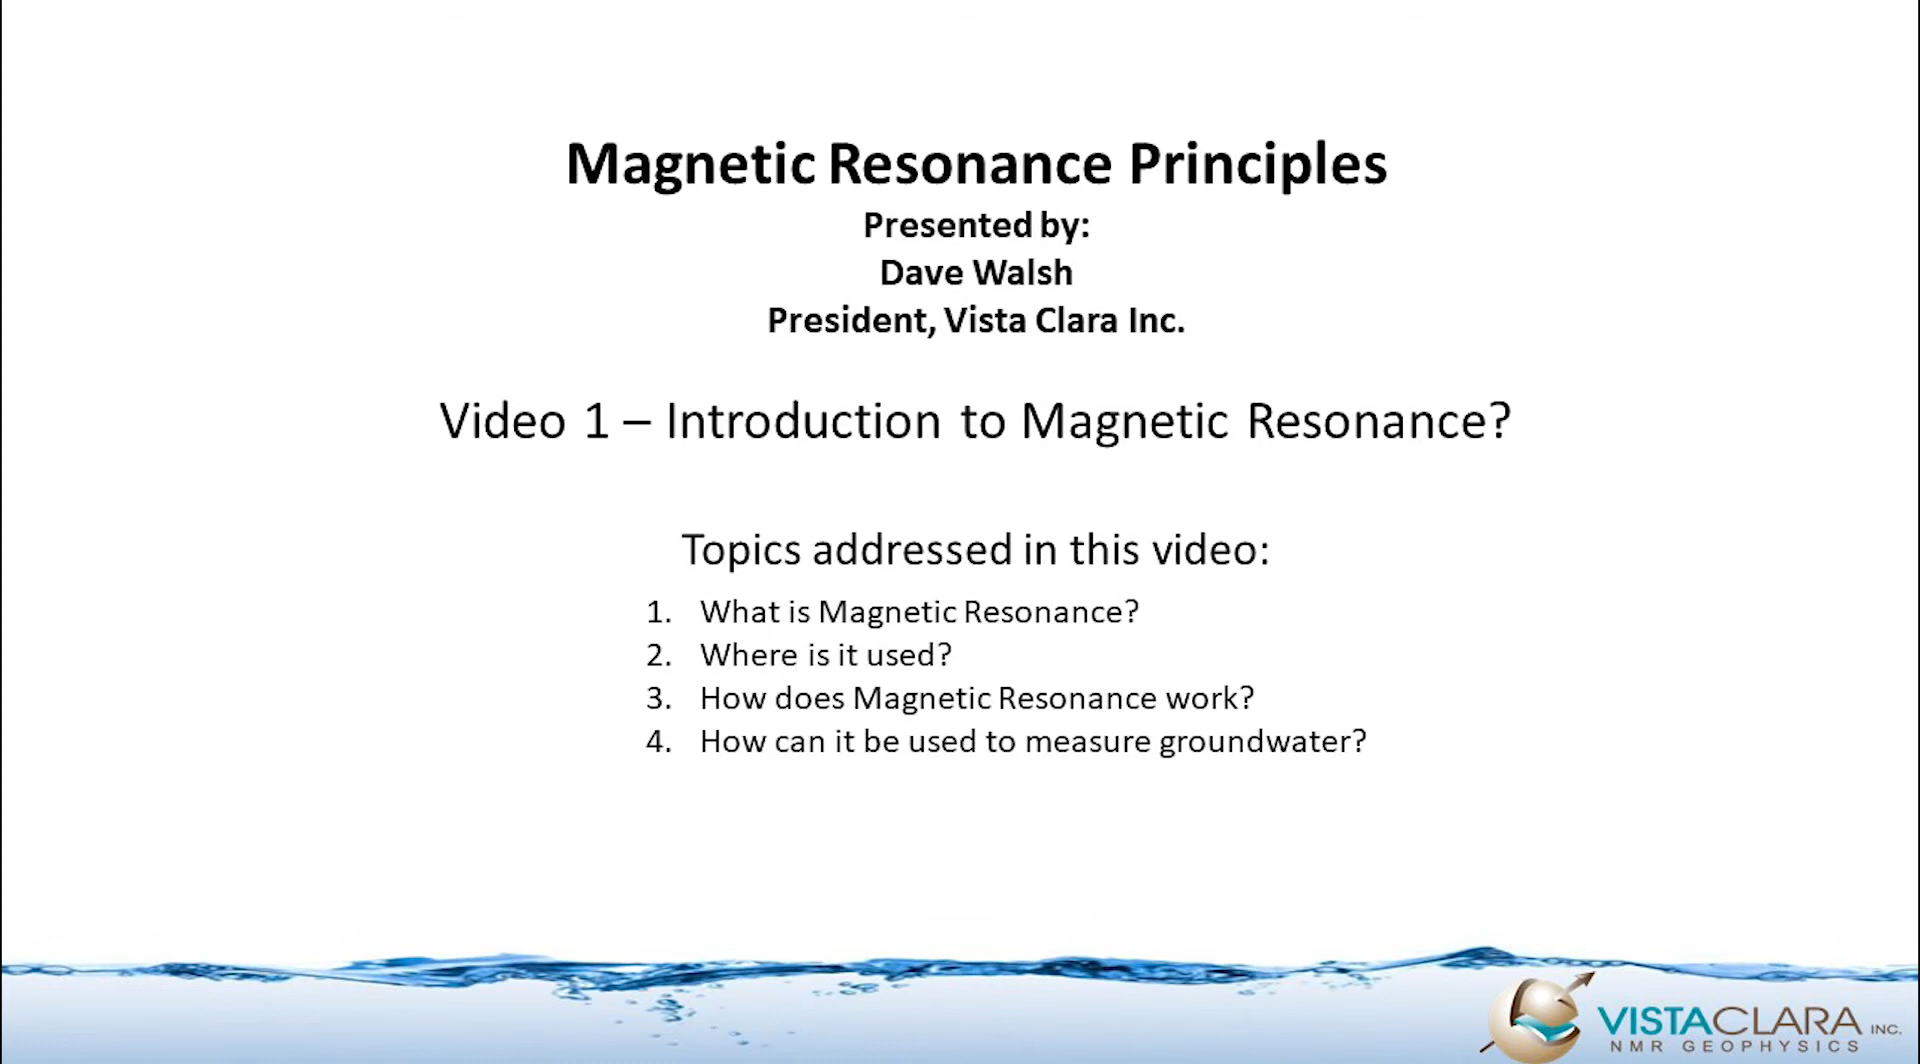 Magnetic Resonance Principles
Presented by:
Dave Walsh
President, Vista Clara Inc.
Video 1 – Introduction to Magnetic Resonance?
Topics addressed in this video:
1. What is Magnetic Resonance?
2. Where is it used?
3. How does Magnetic Resonance work?
4. How can it be used to measure groundwater?
VISTACLARA INC.
NMR GEOPHYSICS